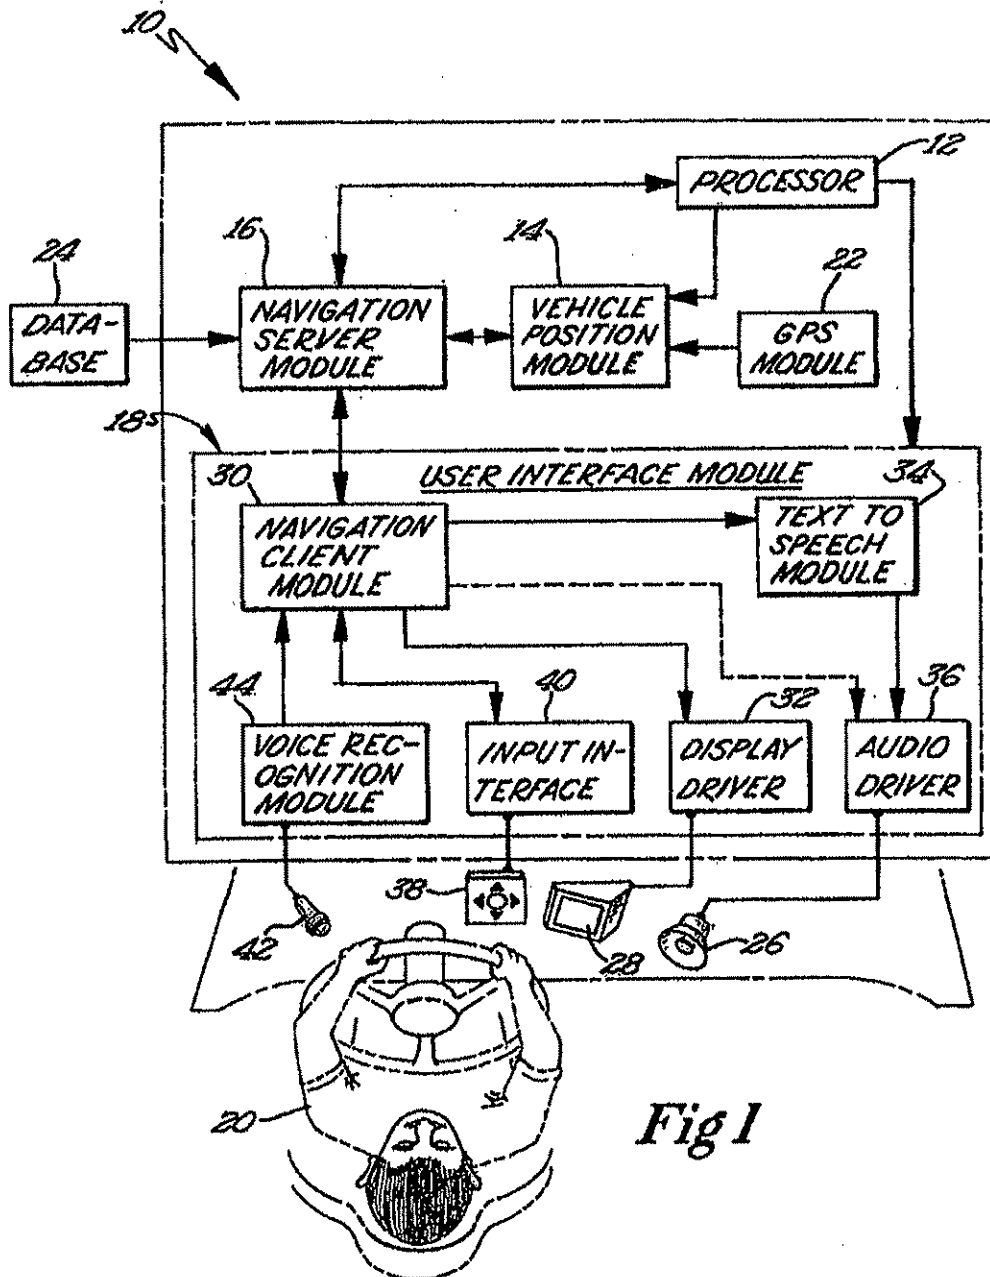 10
12
PROCESSOR
16
14
22
24
NAVIGATION
SERVER
MODULE
VEHICLE
POSITION
MODULE
GPS
MODULE
DATA-
BASE
18
30
USER INTERFACE MODULE
34
NAVIGATION
CLIENT
MODULE
TEXT TO
SPEECH
MODULE
44
40
32
36
VOICE REC-
OGNITION
MODULE
INPUT IN-
TERFACE
DISPLAY
DRIVER
AUDIO
DRIVER
38
42
28
26
20
Fig 1